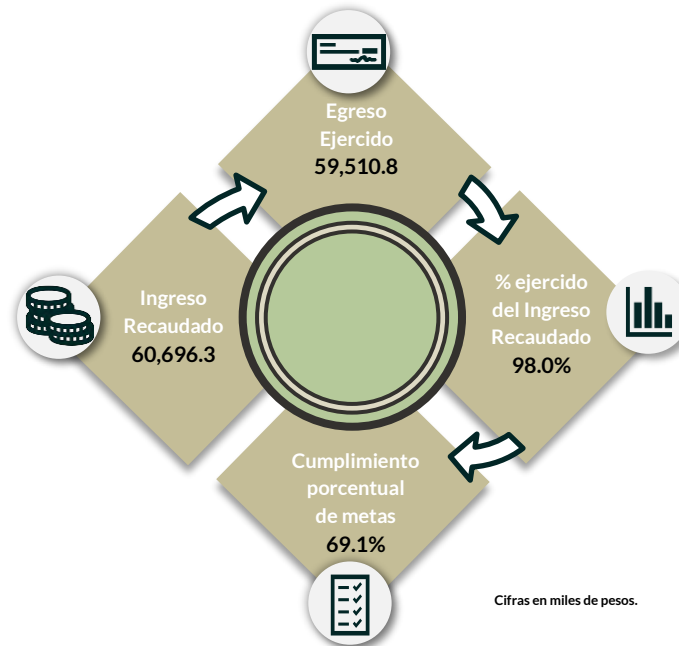 Egreso
Ejercido
59,510.8
Ingreso
Recaudado
60,696.3
% ejercido
del Ingreso
Recaudado
98.0%
Cumplimiento
porcentual
de metas
69.1%
Cifras en miles de pesos.